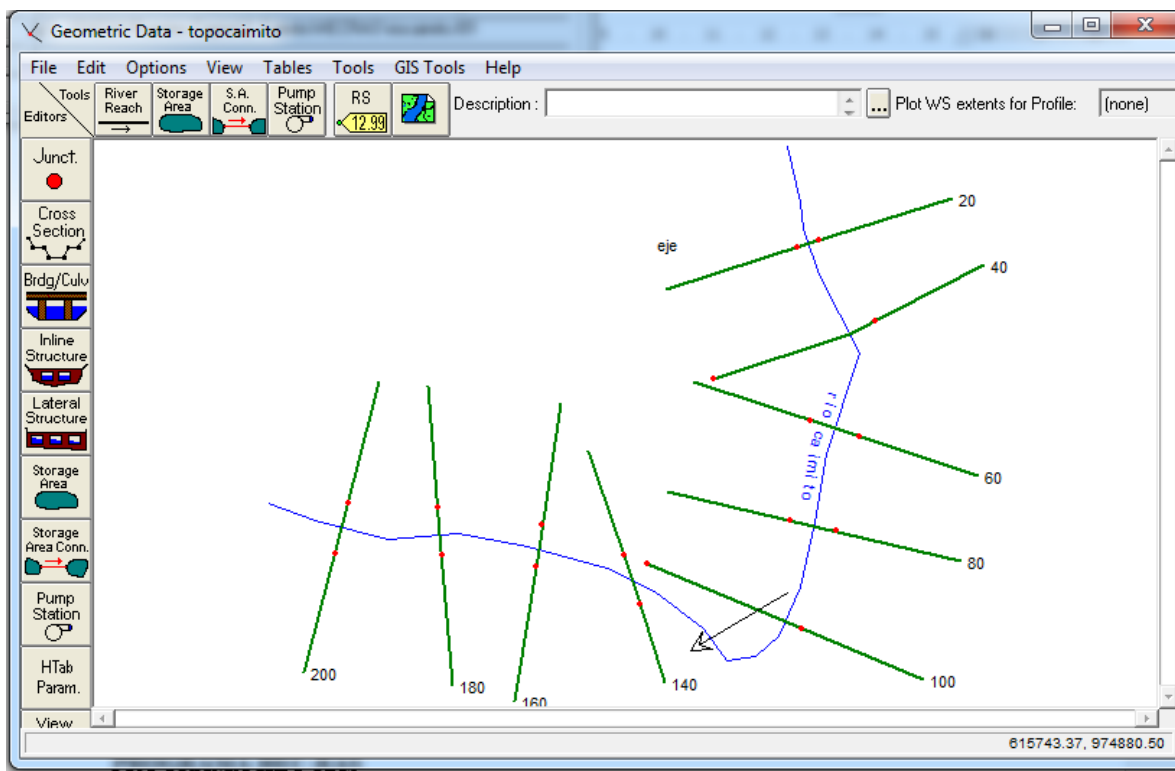 Geometric Data - topocaimito
File Edit Options View Tables Tools GIS Tools Help
Tools
Editors
River
Reach
Storage
Area
S.A.
Conn.
Pump
Station
RS
12.99
Description :
...
Plot WS extents for Profile:
(none)
Junct.
Cross
Section
Brdg/Culv
Inline
Structure
Lateral
Structure
Storage
Area
Storage
Area Conn.
Pump
Station
HTab
Param.
View
20
eje
40
rio caimito
60
80
100
140
160
180
200
615743.37, 974880.50